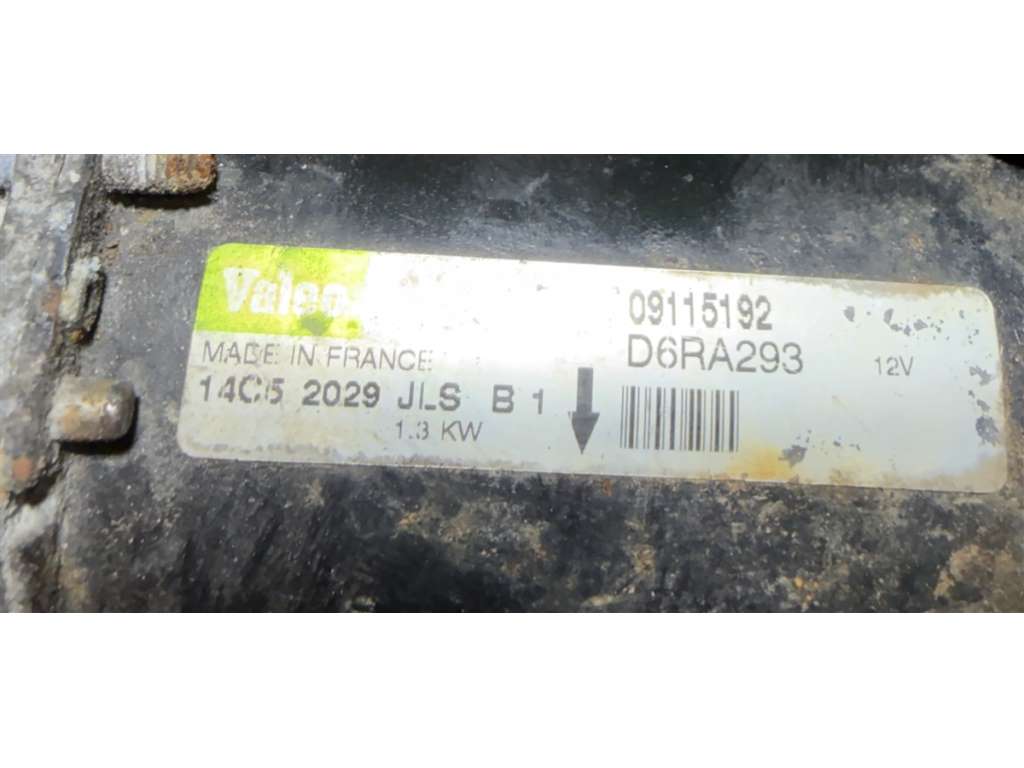 Valeo
09115192
MADE IN FRANCE
D6RA293
12V
14C5 2029 JLS B 1
1.3 KW